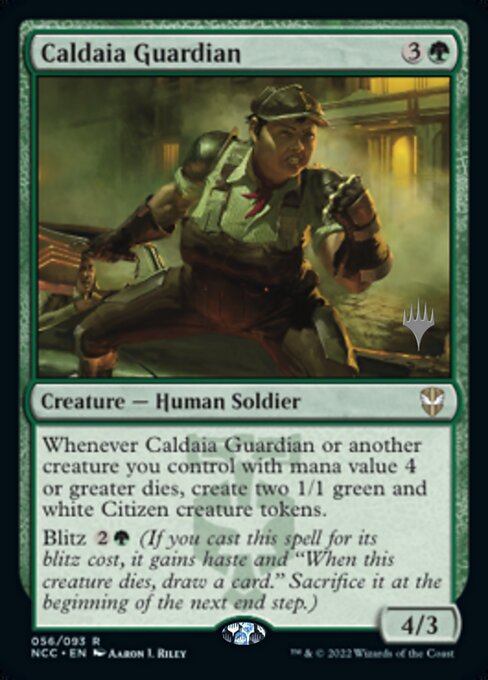 Caldaia Guardian 3
Creature — Human Soldier
Whenever Caldaia Guardian or another
creature you control with mana value 4
or greater dies, create two 1/1 green and
white Citizen creature tokens.
Blitz 2 (If you cast this spell for its
blitz cost, it gains haste and “When this
creature dies, draw a card.” Sacrifice it at the
beginning of the next end step.)
4/3
056/093 R
NCC • EN Aaron J. Riley
™ & © 2022 Wizards of the Coast